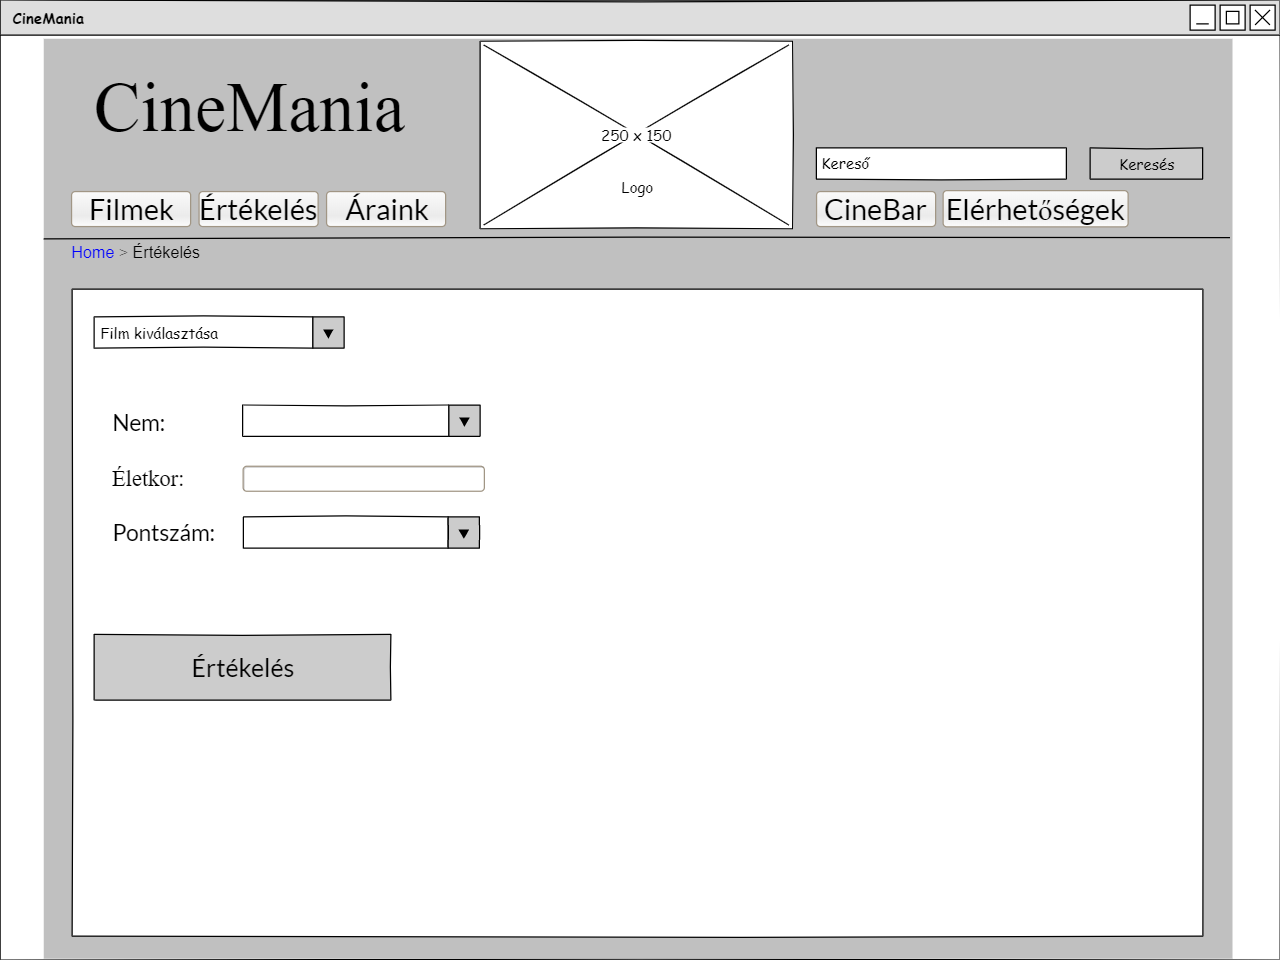 CineMania
CineMania
250 x 150
Logo
Kereső
Keresés
Filmek
Értékelés
Áraink
CineBar
Elérhetőségek
Home > Értékelés
Film kiválasztása
Nem:
Életkor:
Pontszám:
Értékelés